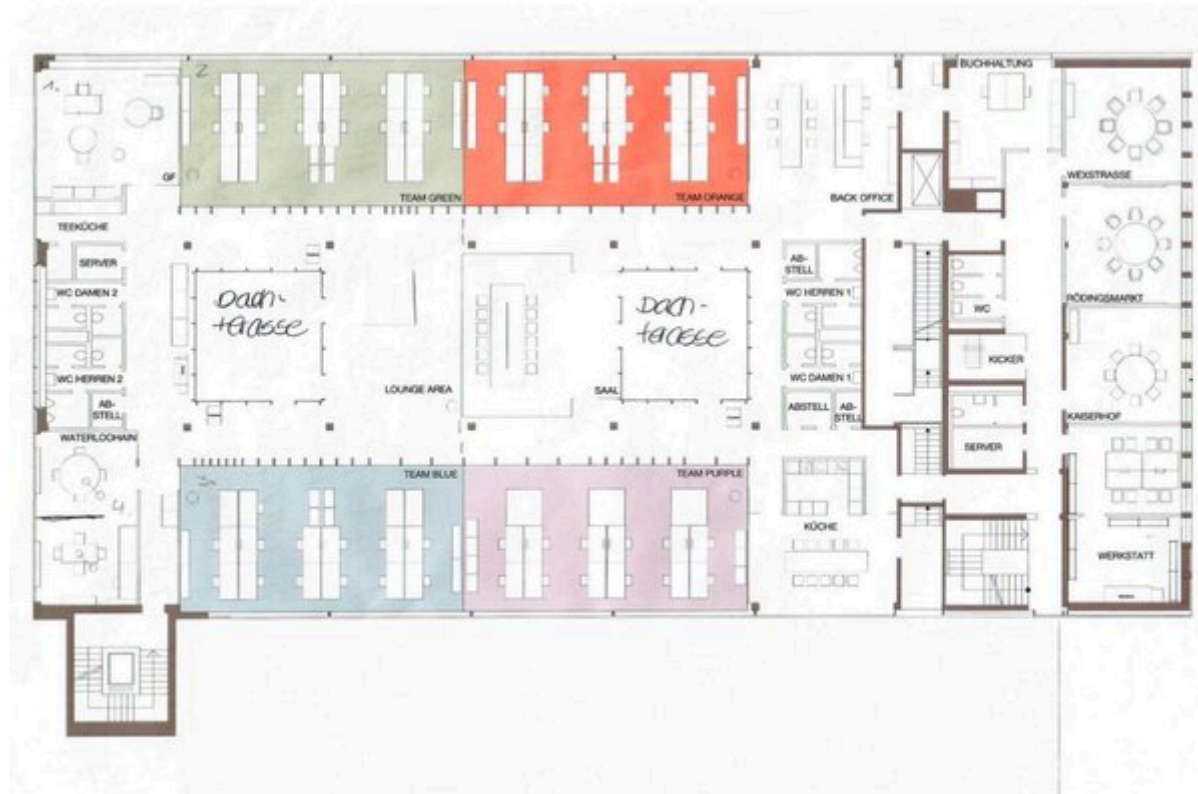 BUCHHALTUNG
1.
2
GF
TEAM GREEN
TEAM ORANGE
BACK OFFICE
WEXSTRASSE
TEEKÜCHE
SERVER
WC DAMEN 2
WC HERREN 2
AB-
STELL
Dach-
terasse
LOUNGE AREA
SAAL
Dach-
terasse
AB-
STELL
WC HERREN 1
WC DAMEN 1
ABSTELL
AB-
STELL
WC
KICKER
SERVER
RÖDINGSMARKT
KAISERHOF
WATERLOOHAIN
4
TEAM BLUE
TEAM PURPLE
KÜCHE
WERKSTATT